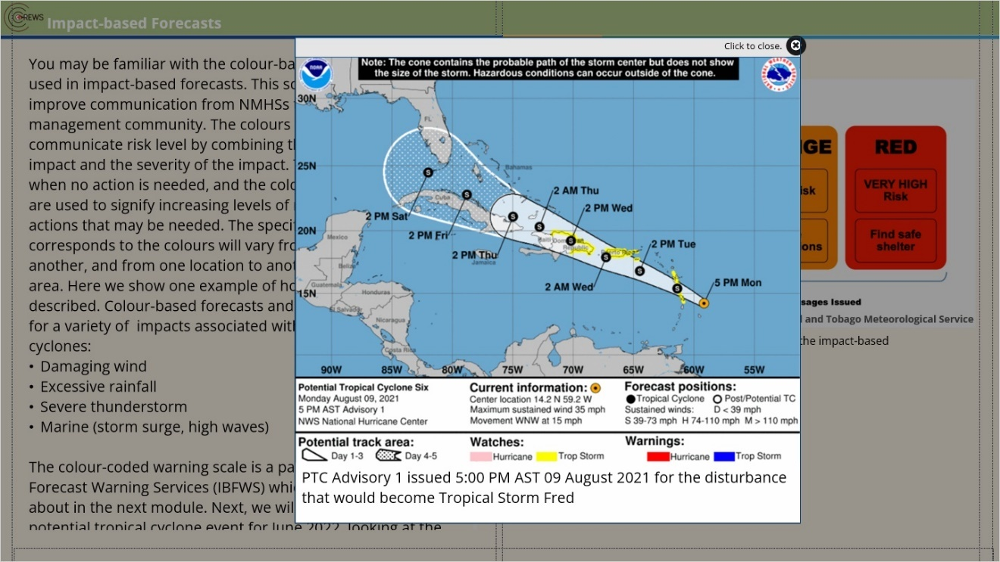 CREWS
Impact-based Forecasts
You may be familiar with the colour-ba
used in impact-based forecasts. This sc
improve communication from NMHSs
management community. The colours
communicate risk level by combining t
impact and the severity of the impact.
when no action is needed, and the colo
are used to signify increasing levels of
actions that may be needed. The speci
corresponds to the colours will vary fro
another, and from one location to anot
area. Here we show one example of ho
described. Colour-based forecasts and
for a variety of impacts associated wit
cyclones:
• Damaging wind
• Excessive rainfall
• Severe thunderstorm
• Marine (storm surge, high waves)
The colour-coded warning scale is a pa
Forecast Warning Services (IBFWS) whi
about in the next module. Next, we wil
potential tropical cyclone event for June 2022, looking at the
Click to close.
NOAA
Note: The cone contains the probable path of the storm center but does not show
the size of the storm. Hazardous conditions can occur outside of the cone.
30N
FL
25N
Bahamas
2 AM Thu
2 PM Wed
Cuba
2 PM Sat
20N
2 PM Fri
Mexico
Haiti
Republic
Puerto Rico
2 PM Tue
2 PM Thu
Jamaica
Belize
Guatemala
Honduras
2 AM Wed
5 PM Mon
15N
El Salvador
Nicaragua
Costa Rica
90W 85W 80W 75W 70W 65W 60W 55W
Potential Tropical Cyclone Six
Monday August 09, 2021
5 PM AST Advisory 1
NWS National Hurricane Center
Current information:
Center location 14.2 N 59.2 W
Maximum sustained wind 35 mph
Movement WNW at 15 mph
Forecast positions:
Tropical Cyclone Post/Potential TC
Sustained winds: D < 39 mph
S 39-73 mph H 74-110 mph M > 110 mph
Potential track area:
Day 1-3 Day 4-5
Watches:
Hurricane Trop Storm
Warnings:
Hurricane Trop Storm
PTC Advisory 1 issued 5:00 PM AST 09 August 2021 for the disturbance
that would become Tropical Storm Fred
GE
RED
isk
VERY HIGH
Risk
ons
Find safe
shelter
sages Issued
and Tobago Meteorological Service
the impact-based